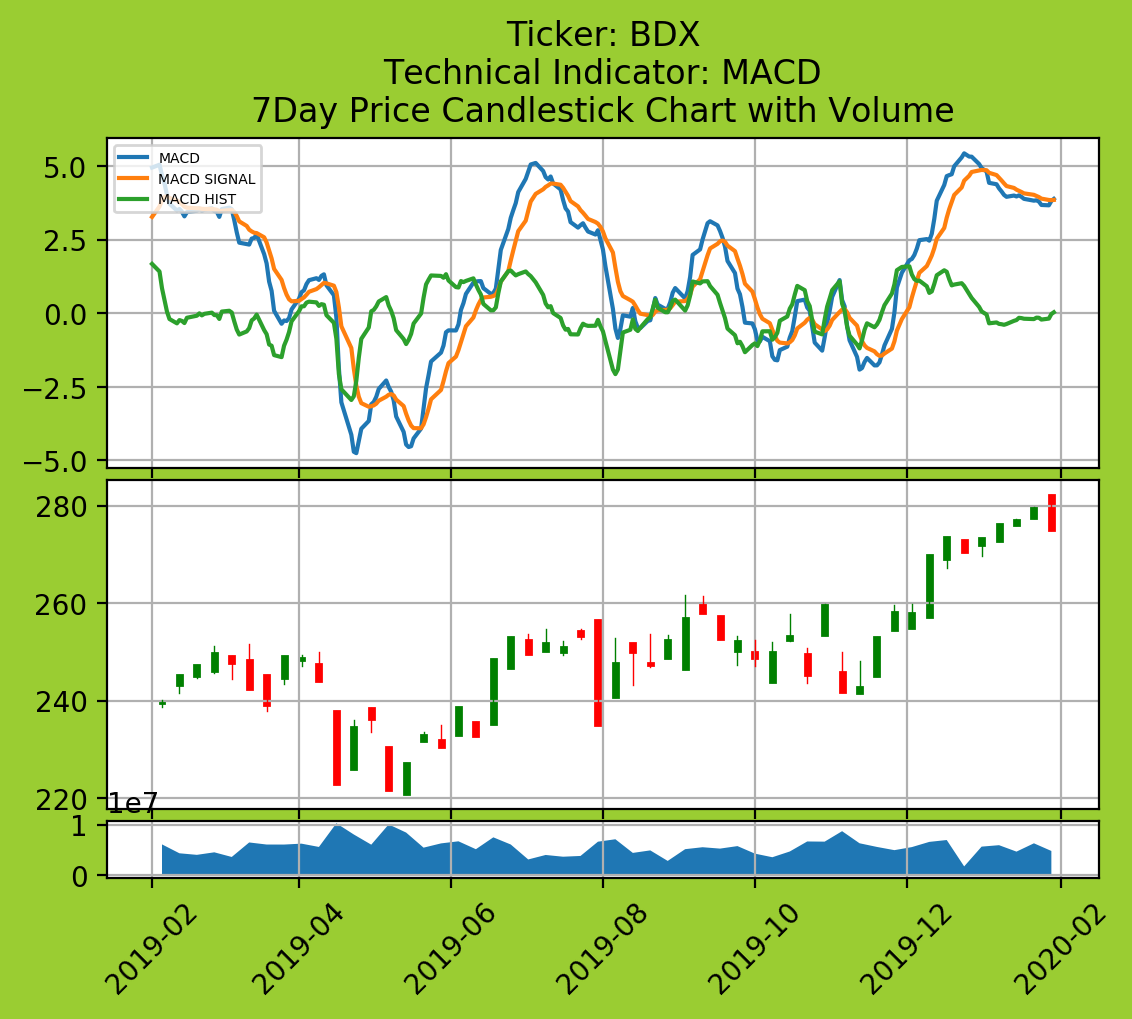 Ticker: BDX
Technical Indicator: MACD
7Day Price Candlestick Chart with Volume
MACD
MACD SIGNAL
MACD HIST
5.0
2.5
0.0
−2.5
−5.0
280
260
240
220
1e7
1
0
2019-02
2019-04
2019-06
2019-08
2019-10
2019-12
2020-02